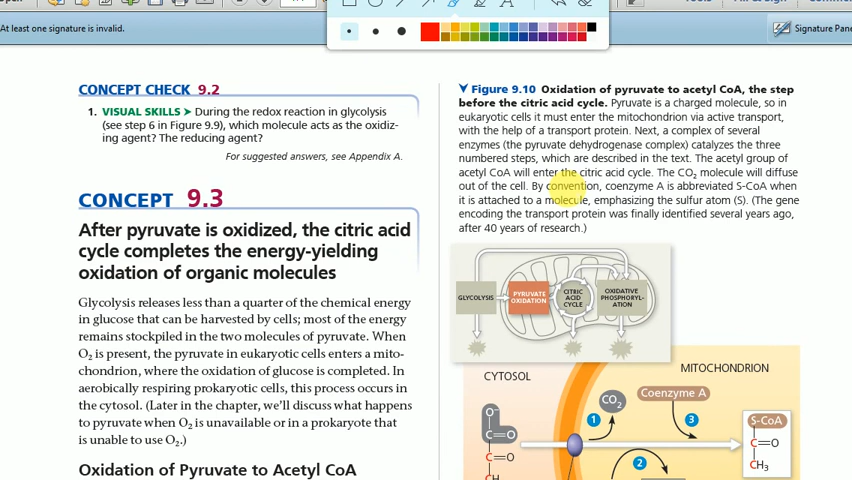 At least one signature is invalid.
Signature Pane
CONCEPT CHECK 9.2
1. VISUAL SKILLS ➤ During the redox reaction in glycolysis
(see step 6 in Figure 9.9), which molecule acts as the oxidiz-
ing agent? The reducing agent?
For suggested answers, see Appendix A.
CONCEPT 9.3
After pyruvate is oxidized, the citric acid
cycle completes the energy-yielding
oxidation of organic molecules
Glycolysis releases less than a quarter of the chemical energy
in glucose that can be harvested by cells; most of the energy
remains stockpiled in the two molecules of pyruvate. When
O₂ is present, the pyruvate in eukaryotic cells enters a mito-
chondrion, where the oxidation of glucose is completed. In
aerobically respiring prokaryotic cells, this process occurs in
the cytosol. (Later in the chapter, we'll discuss what happens
to pyruvate when O₂ is unavailable or in a prokaryote that
is unable to use O₂.)
Oxidation of Pyruvate to Acetyl CoA
▼ Figure 9.10 Oxidation of pyruvate to acetyl CoA, the step
before the citric acid cycle. Pyruvate is a charged molecule, so in
eukaryotic cells it must enter the mitochondrion via active transport,
with the help of a transport protein. Next, a complex of several
enzymes (the pyruvate dehydrogenase complex) catalyzes the three
numbered steps, which are described in the text. The acetyl group of
acetyl CoA will enter the citric acid cycle. The CO₂ molecule will diffuse
out of the cell. By convention, coenzyme A is abbreviated S-CoA when
it is attached to a molecule, emphasizing the sulfur atom (S). (The gene
encoding the transport protein was finally identified several years ago,
after 40 years of research.)
GLYCOLYSIS
PYRUVATE
OXIDATION
CITRIC
ACID
CYCLE
OXIDATIVE
PHOSPHORYL-
ATION
CYTOSOL
MITOCHONDRION
CO₂
Coenzyme A
1
3
2
O⁻
C=O
C=O
CH
S-CoA
C=O
CH₃